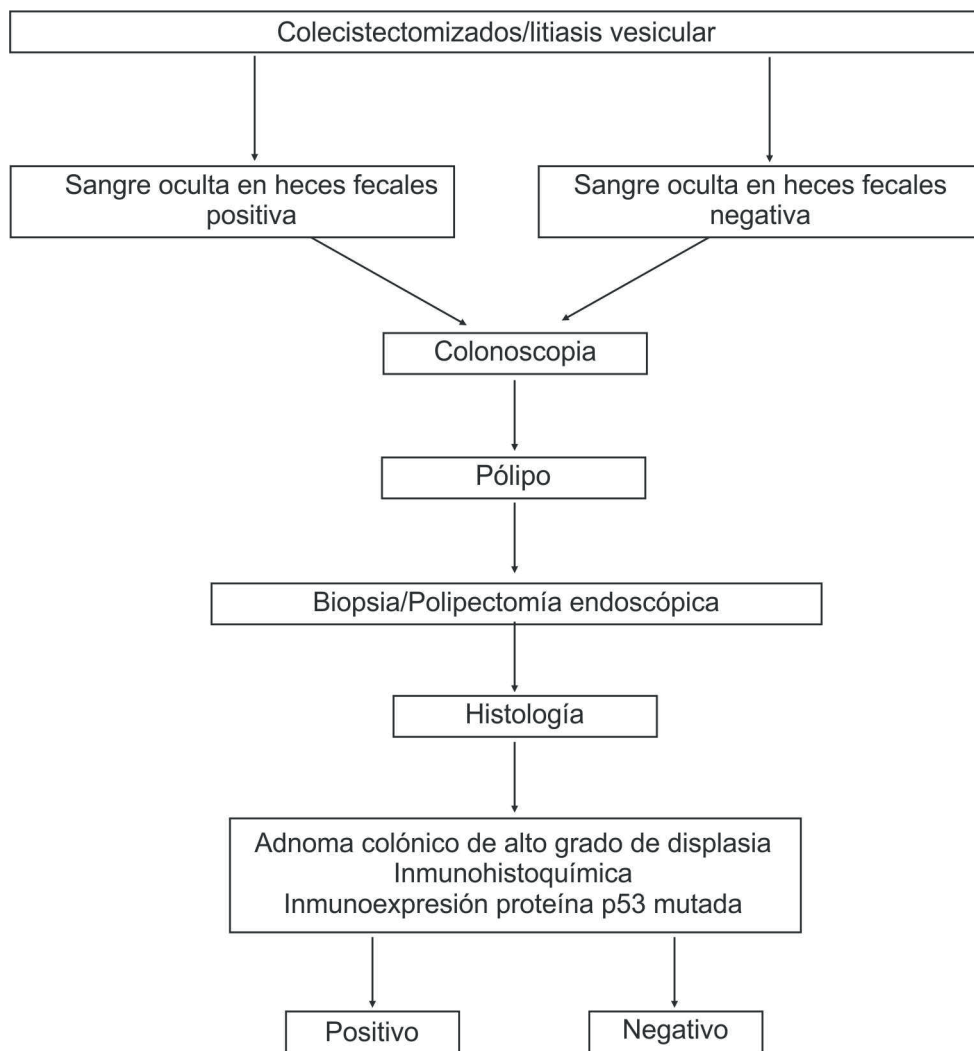 Colecistectomizados/litiasis vesicular
Sangre oculta en heces fecales
positiva
Sangre oculta en heces fecales
negativa
Colonoscopia
Pólipo
Biopsia/Polipectomía endoscópica
Histología
Adnoma colónico de alto grado de displasia
Inmunohistoquímica
Inmunoexpresión proteína p53 mutada
Positivo
Negativo